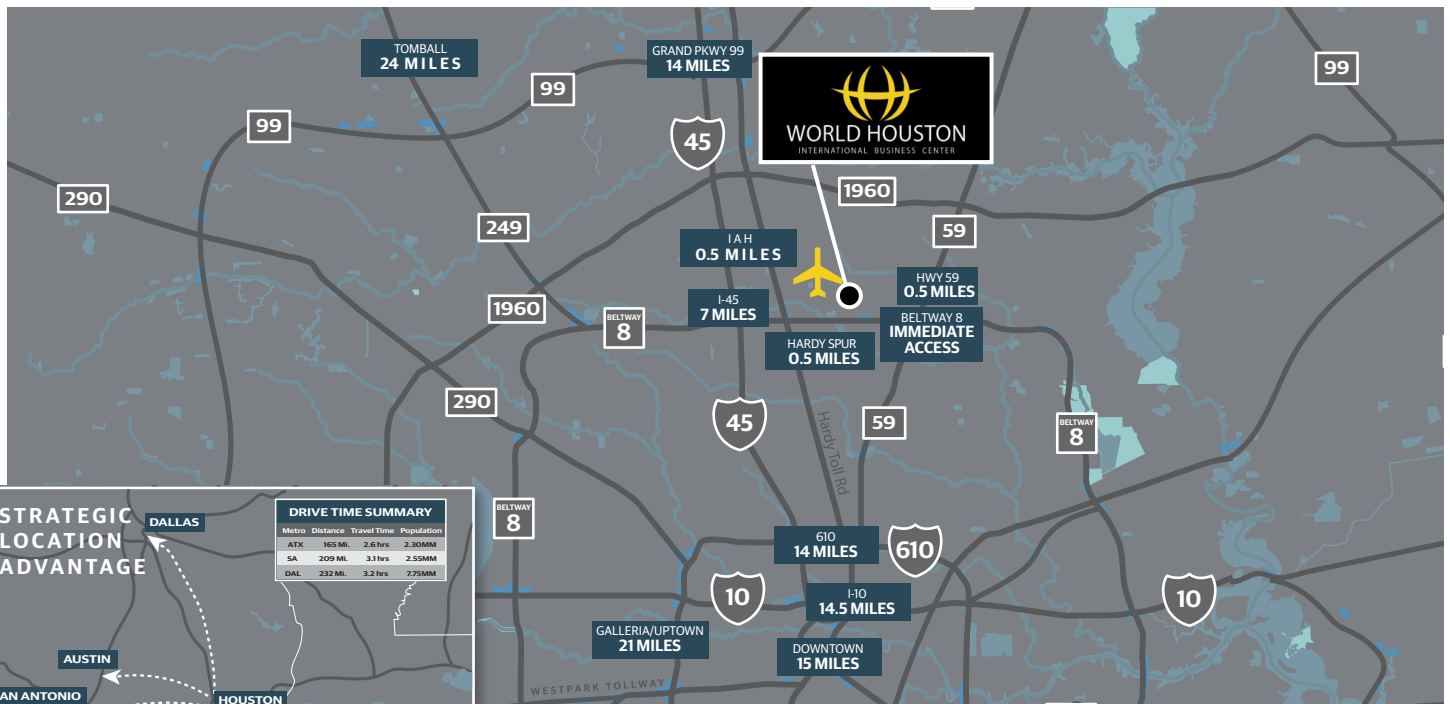 TOMBALL
24 MILES
GRAND PKWY 99
14 MILES
WORLD HOUSTON
INTERNATIONAL BUSINESS CENTER
99
99
99
45
290
1960
249
59
IAH
0.5 MILES
HWY 59
0.5 MILES
I-45
7 MILES
1960
BELTWAY
8
BELTWAY 8
IMMEDIATE
ACCESS
HARDY SPUR
0.5 MILES
290
45
59
BELTWAY
8
Hardy Toll Rd
BELTWAY
8
610
14 MILES
610
10
I-10
14.5 MILES
10
GALLERIA/UPTOWN
21 MILES
DOWNTOWN
15 MILES
WESTPARK TOLLWAY
STRATEGIC
LOCATION
ADVANTAGE
DALLAS
DRIVE TIME SUMMARY
Metro Distance Travel Time Population
ATX 165 Mi. 2.6 hrs 2.30MM
SA 209 Mi. 3.1 hrs 2.55MM
DAL 232 Mi. 3.2 hrs 7.75MM
AUSTIN
AN ANTONIO
HOUSTON